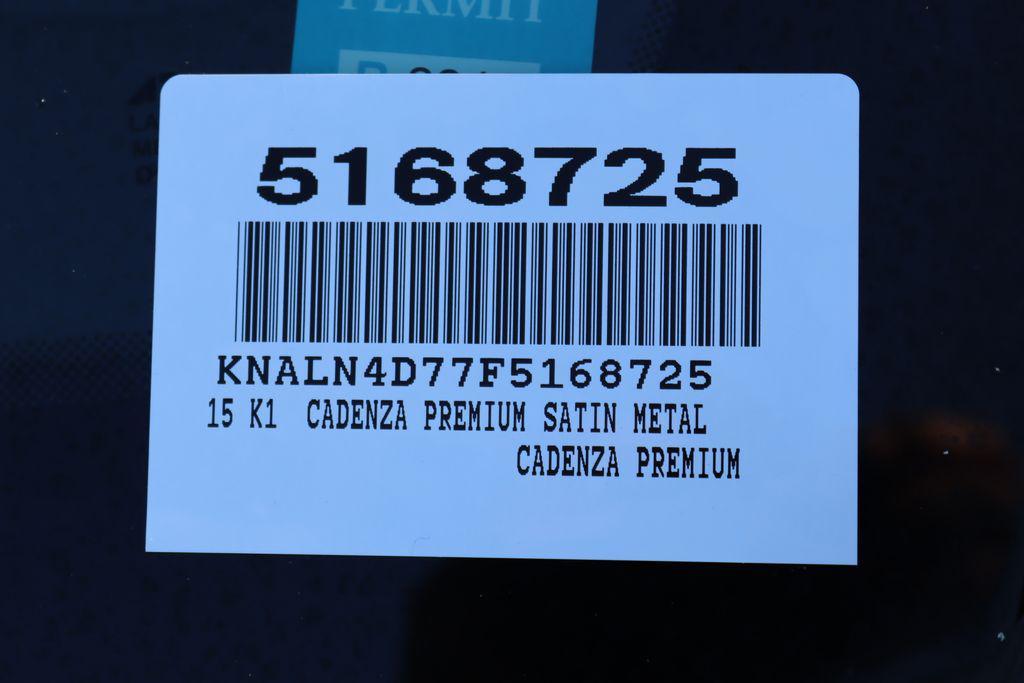 PERMIT
5168725
KNALN4D77F5168725
15 K1 CADENZA PREMIUM SATIN METAL
CADENZA PREMIUM